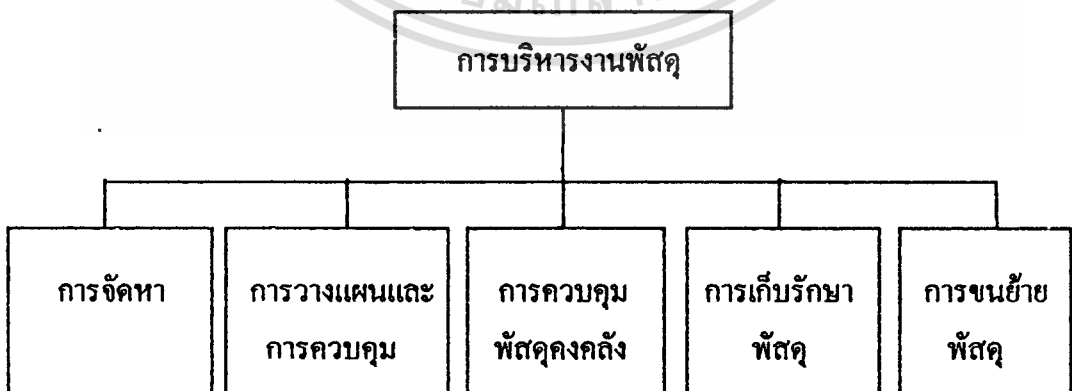 การบริหารงานพัสดุ
การจัดหา
การวางแผนและ
การควบคุม
การควบคุม
พัสดุคงคลัง
การเก็บรักษา
พัสดุ
การขนย้าย
พัสดุ